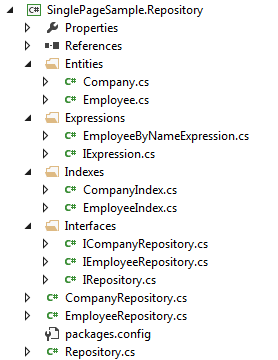 C# SinglePageSample.Repository
Properties
References
Entities
C# Company.cs
C# Employee.cs
Expressions
C# EmployeeByNameExpression.cs
C# IExpression.cs
Indexes
C# CompanyIndex.cs
C# EmployeeIndex.cs
Interfaces
C# ICompanyRepository.cs
C# IEmployeeRepository.cs
C# IRepository.cs
C# CompanyRepository.cs
C# EmployeeRepository.cs
packages.config
C# Repository.cs